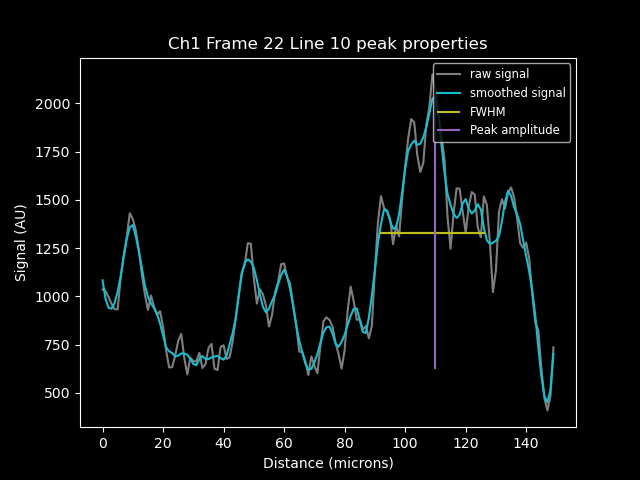 Ch1 Frame 22 Line 10 peak properties
raw signal
smoothed signal
FWHM
Peak amplitude
2000
1750
1500
1250
1000
750
500
Signal (AU)
0 20 40 60 80 100 120 140
Distance (microns)